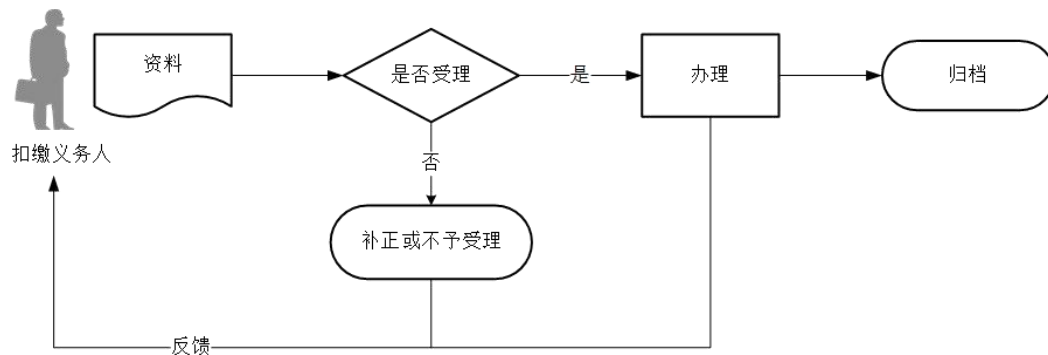 资料
是否受理
是
办理
归档
扣缴义务人
否
补正或不予受理
反馈